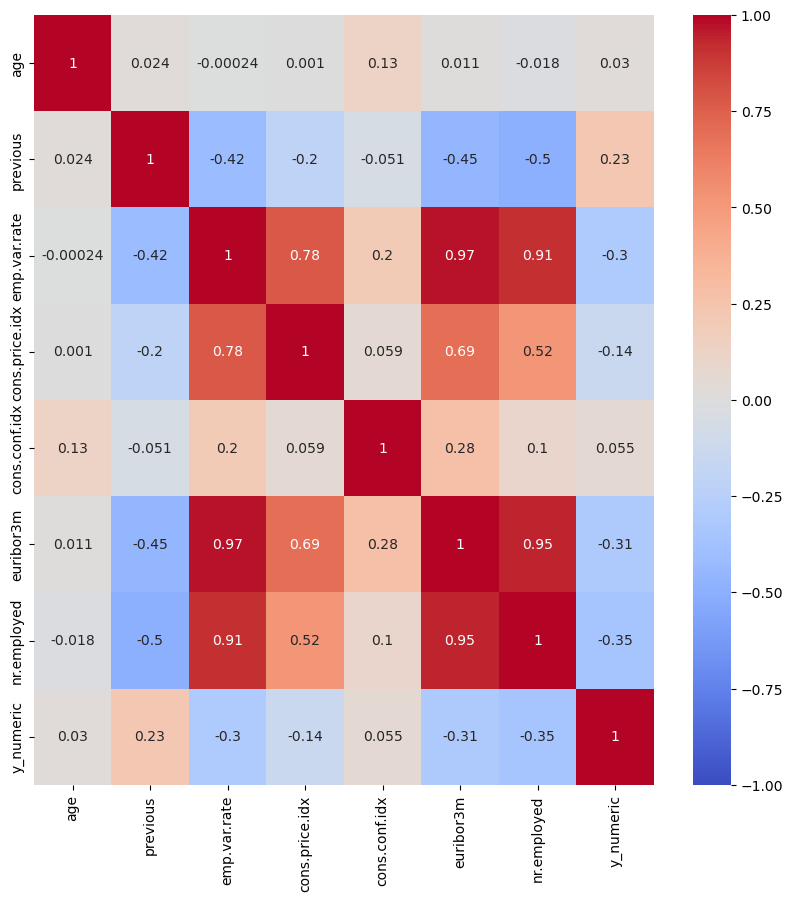 age 1 0.024 -0.00024 0.001 0.13 0.011 -0.018 0.03
previous 0.024 1 -0.42 -0.2 -0.051 -0.45 -0.5 0.23
emp.var.rate -0.00024 -0.42 1 0.78 0.2 0.97 0.91 -0.3
cons.price.idx 0.001 -0.2 0.78 1 0.059 0.69 0.52 -0.14
cons.conf.idx 0.13 -0.051 0.2 0.059 1 0.28 0.1 0.055
euribor3m 0.011 -0.45 0.97 0.69 0.28 1 0.95 -0.31
nr.employed -0.018 -0.5 0.91 0.52 0.1 0.95 1 -0.35
y_numeric 0.03 0.23 -0.3 -0.14 0.055 -0.31 -0.35 1
age previous emp.var.rate cons.price.idx cons.conf.idx euribor3m nr.employed y_numeric
1.00
0.75
0.50
0.25
0.00
−0.25
−0.50
−0.75
−1.00